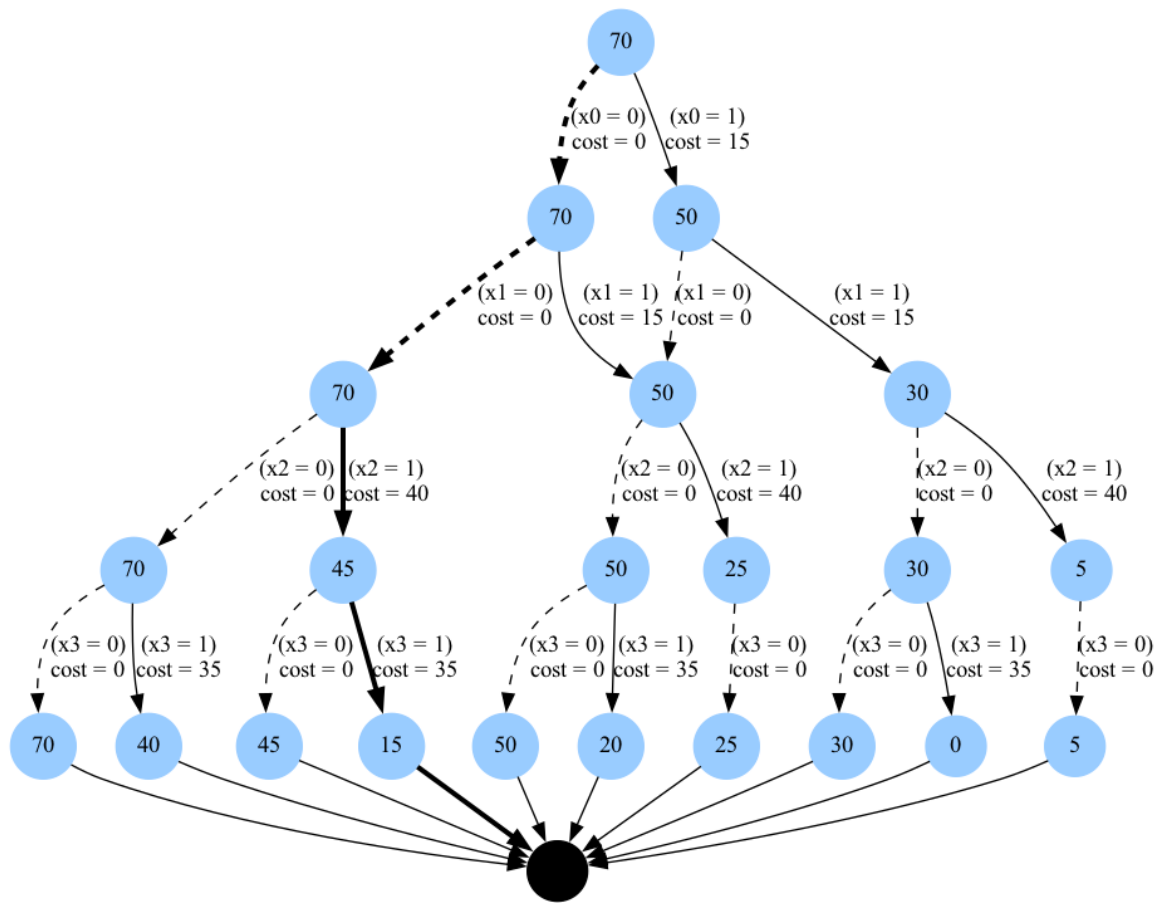 70
(x0 = 0)
cost = 0
(x0 = 1)
cost = 15
70
50
(x1 = 0)
cost = 0
(x1 = 1)
cost = 15
(x1 = 0)
cost = 0
(x1 = 1)
cost = 15
70
50
30
(x2 = 0)
cost = 0
(x2 = 1)
cost = 40
(x2 = 0)
cost = 0
(x2 = 1)
cost = 40
(x2 = 0)
cost = 0
(x2 = 1)
cost = 40
70
45
50
25
30
5
(x3 = 0)
cost = 0
(x3 = 1)
cost = 35
(x3 = 0)
cost = 0
(x3 = 1)
cost = 35
(x3 = 0)
cost = 0
(x3 = 1)
cost = 35
(x3 = 0)
cost = 0
(x3 = 0)
cost = 0
(x3 = 1)
cost = 35
(x3 = 0)
cost = 0
70
40
45
15
50
20
25
30
0
5